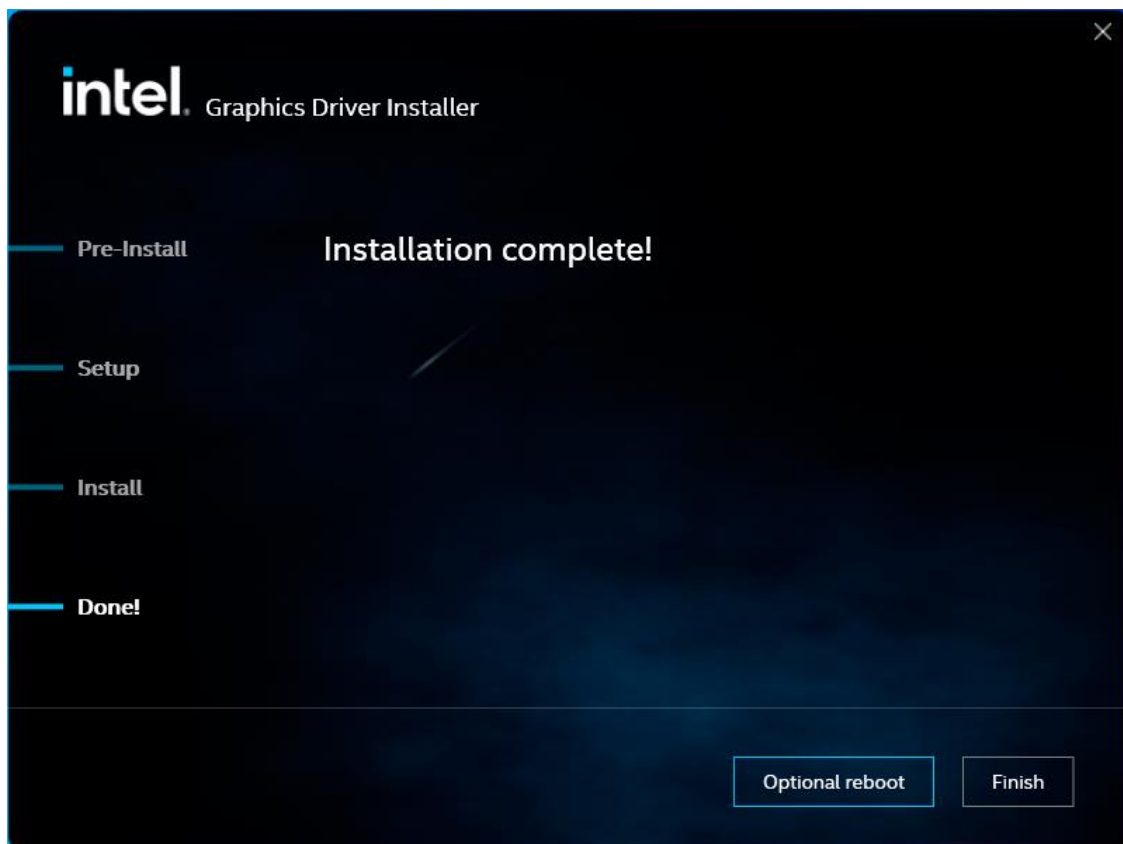 intel. Graphics Driver Installer
Pre-Install
Installation complete!
Setup
Install
Done!
Optional reboot
Finish